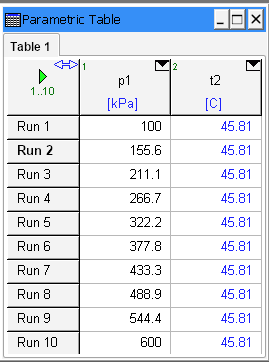 Parametric Table
Table 1
1..10
1 p1 [kPa]
2 t2 [C]
Run 1 100 45.81
Run 2 155.6 45.81
Run 3 211.1 45.81
Run 4 266.7 45.81
Run 5 322.2 45.81
Run 6 377.8 45.81
Run 7 433.3 45.81
Run 8 488.9 45.81
Run 9 544.4 45.81
Run 10 600 45.81